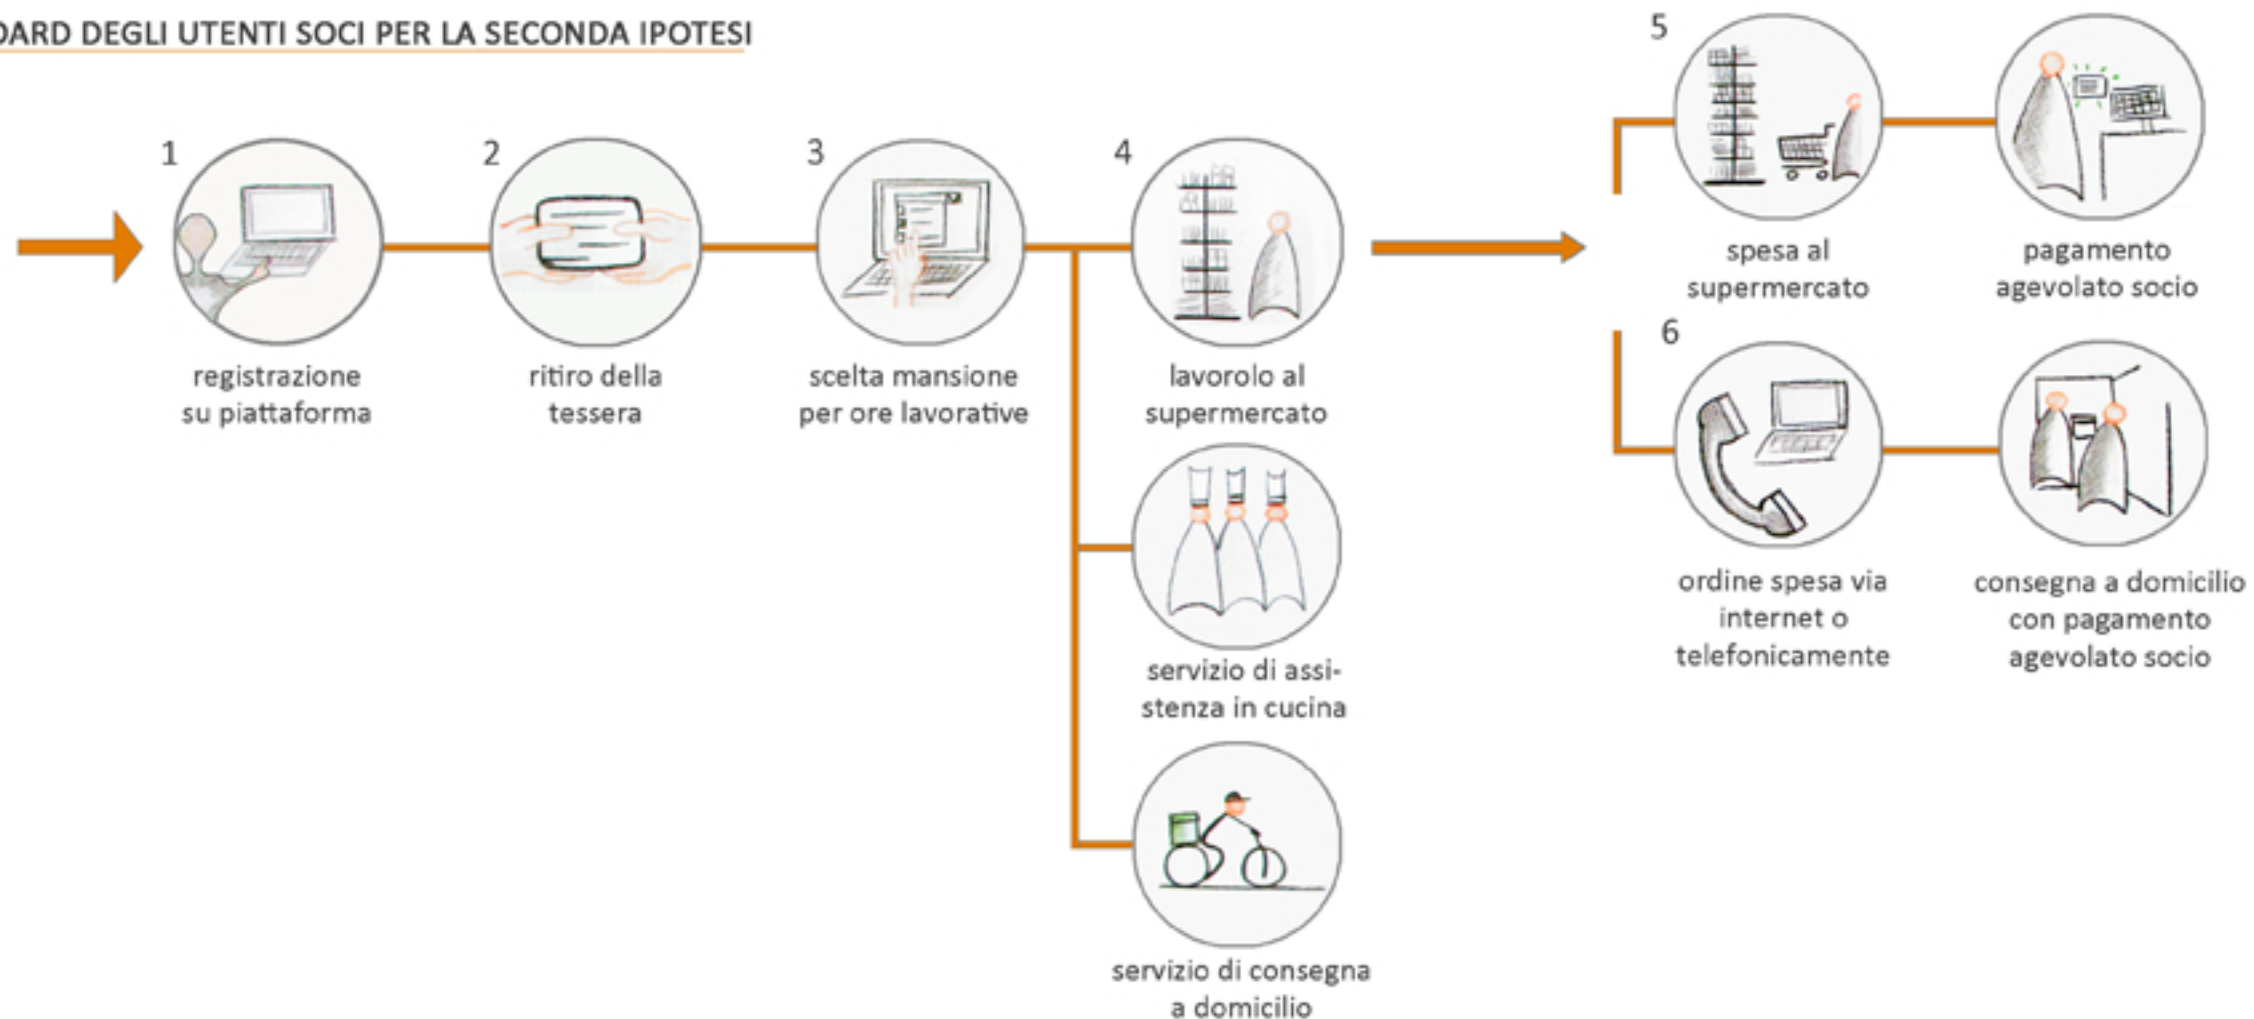 DARD DEGLI UTENTI SOCI PER LA SECONDA IPOTESI
1
registrazione
su piattaforma
2
ritiro della
tessera
3
scelta mansione
per ore lavorative
4
lavorolo al
supermercato
servizio di assi-
stenza in cucina
servizio di consegna
a domicilio
5
spesa al
supermercato
pagamento
agevolato socio
6
ordine spesa via
internet o
telefonicamente
consegna a domicilio
con pagamento
agevolato socio